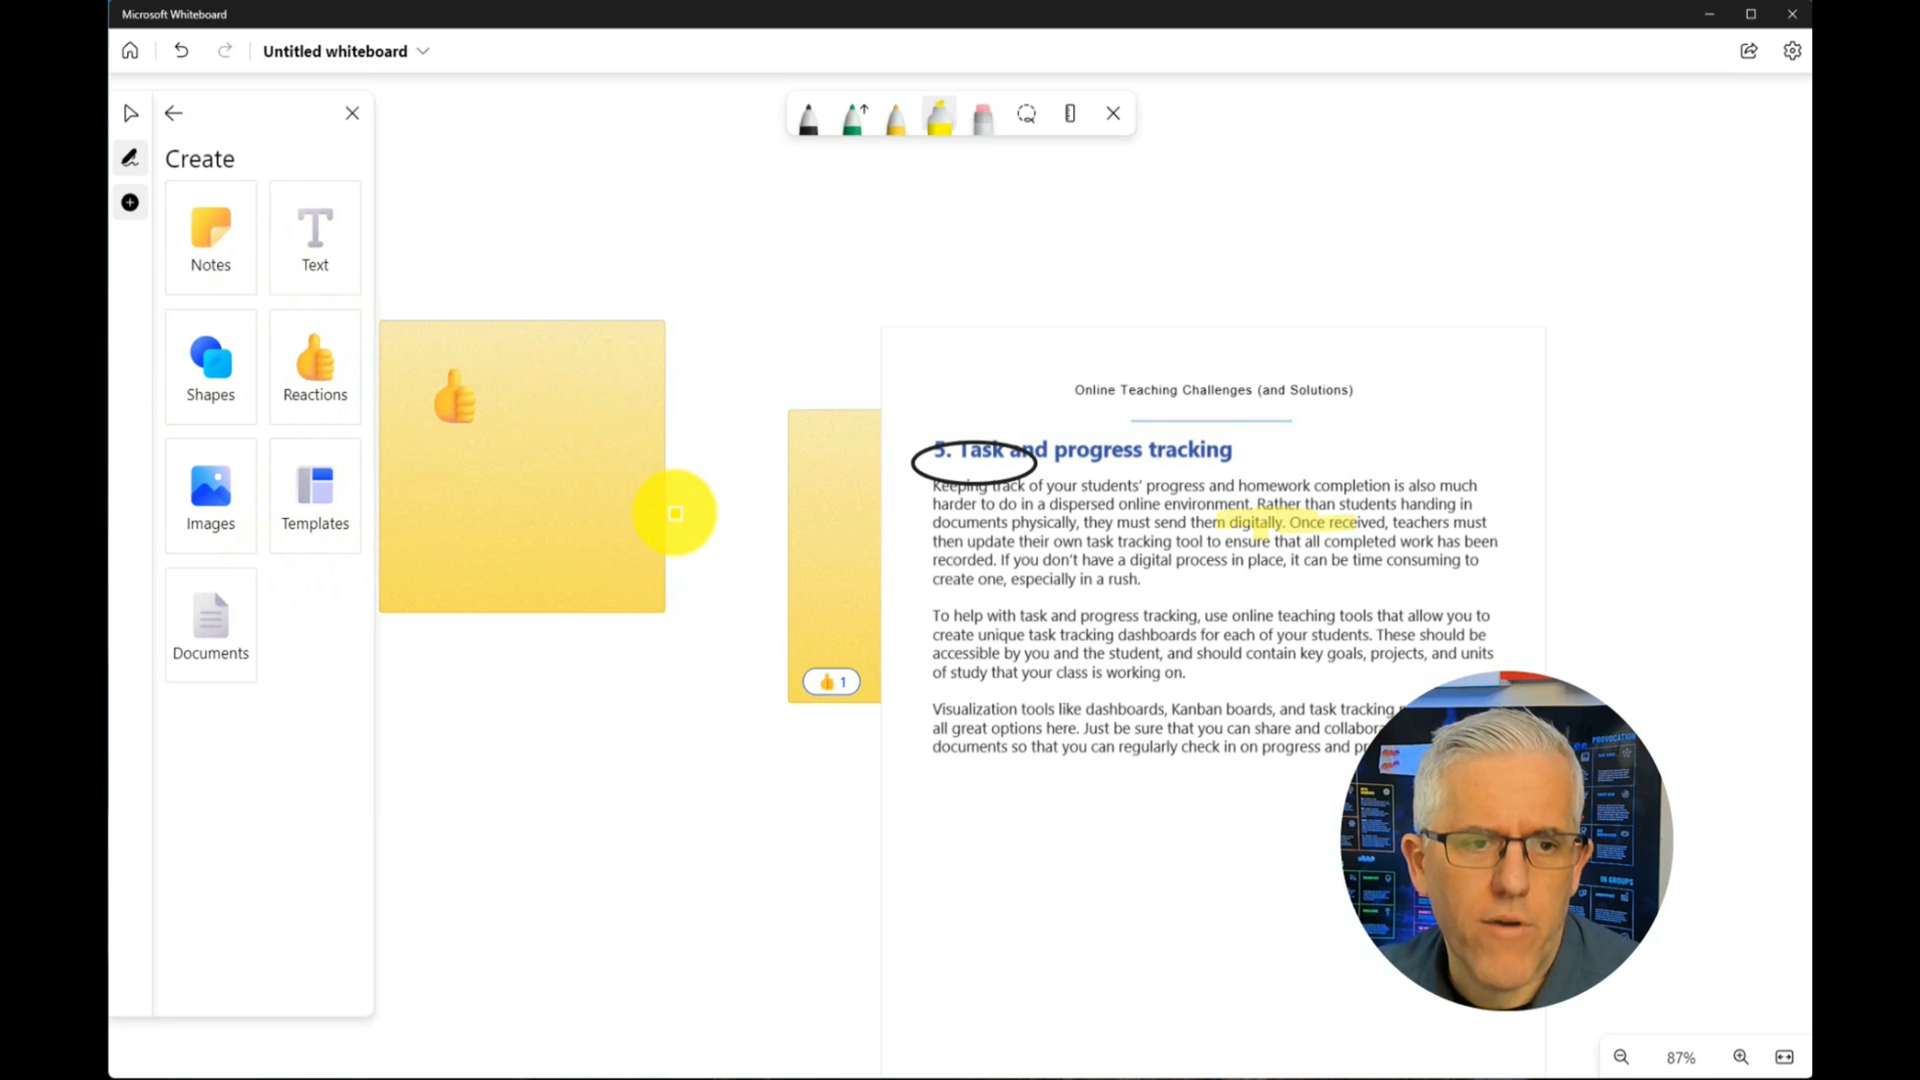 Microsoft Whiteboard
Untitled whiteboard
Create
Notes
Text
Shapes
Reactions
Images
Templates
Documents
1
Online Teaching Challenges (and Solutions)
5. Task and progress tracking
Keeping track of your students' progress and homework completion is also much
harder to do in a dispersed online environment. Rather than students handing in
documents physically, they must send them digitally. Once received, teachers must
then update their own task tracking tool to ensure that all completed work has been
recorded. If you don't have a digital process in place, it can be time consuming to
create one, especially in a rush.
To help with task and progress tracking, use online teaching tools that allow you to
create unique task tracking dashboards for each of your students. These should be
accessible by you and the student, and should contain key goals, projects, and units
of study that your class is working on.
Visualization tools like dashboards, Kanban boards, and task tracking
all great options here. Just be sure that you can share and
documents so that you can regularly check in on progress and
PROVOCATION
IN GROUPS
87%